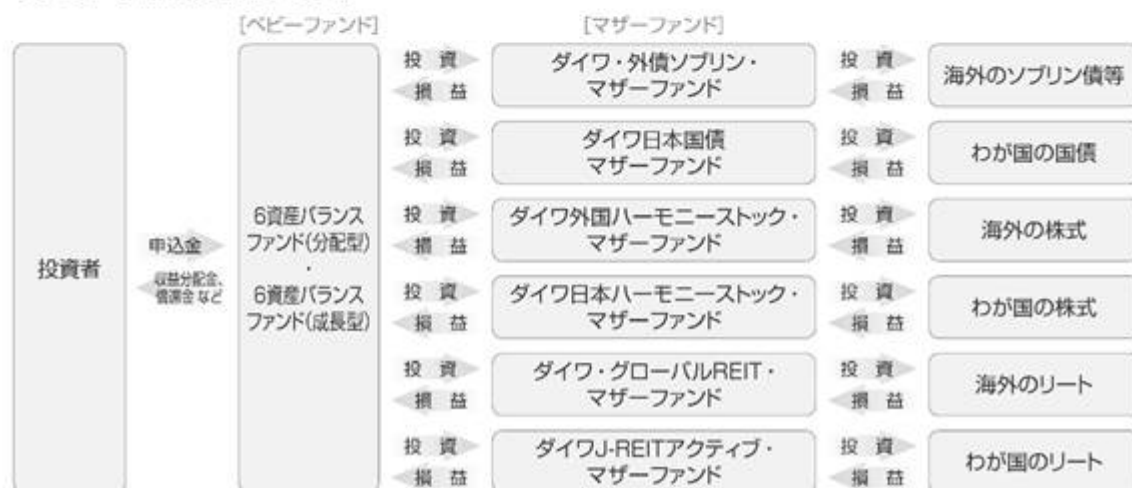 [ベビーファンド]
[マザーファンド]
投資者
申込金
収益分配金、
償還金 など
6資産バランス
ファンド(分配型)
・
6資産バランス
ファンド(成長型)
投 資
損 益
ダイワ・外債ソブリン・
マザーファンド
投 資
損 益
海外のソブリン債等
投 資
損 益
ダイワ日本国債
マザーファンド
投 資
損 益
わが国の国債
投 資
損 益
ダイワ外国ハーモニーストック・
マザーファンド
投 資
損 益
海外の株式
投 資
損 益
ダイワ日本ハーモニーストック・
マザーファンド
投 資
損 益
わが国の株式
投 資
損 益
ダイワ・グローバルREIT・
マザーファンド
投 資
損 益
海外のリート
投 資
損 益
ダイワJ-REITアクティブ・
マザーファンド
投 資
損 益
わが国のリート